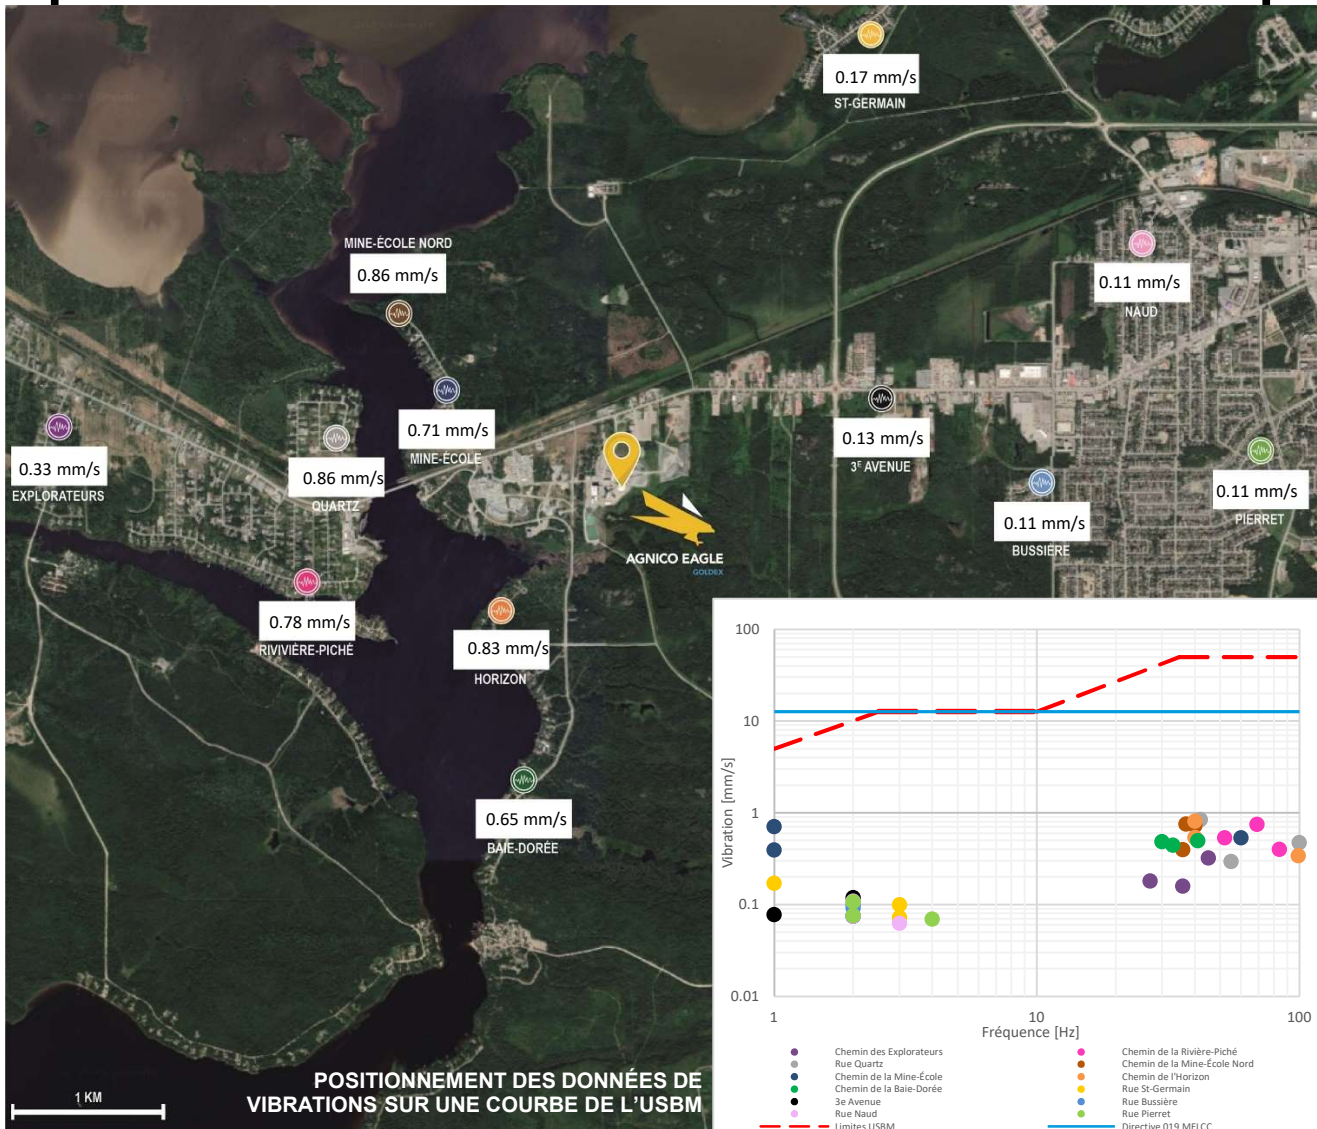 0.17 mm/s
ST-GERMAIN
MINE-ÉCOLE NORD
0.86 mm/s
0.11 mm/s
NAUD
0.71 mm/s
MINE-ÉCOLE
0.33 mm/s
EXPLORATEURS
0.86 mm/s
QUARTZ
0.13 mm/s
3E AVENUE
0.11 mm/s
BUSSIÈRE
0.11 mm/s
PIERRET
AGNICO EAGLE
GOLDEX
0.78 mm/s
RIVIVIÈRE-PICHÉ
0.83 mm/s
HORIZON
0.65 mm/s
BAIE-DORÉE
100
10
1
0.1
0.01
Vibration [mm/s]
1
10
100
Fréquence [Hz]
Chemin des Explorateurs
Chemin de la Rivière-Piché
Rue Quartz
Chemin de la Mine-École Nord
Chemin de la Mine-École
Chemin de l'Horizon
Chemin de la Baie-Dorée
Rue St-Germain
3e Avenue
Rue Bussière
Rue Naud
Rue Pierret
Limites USBM
Directive 019 MELCC
POSITIONNEMENT DES DONNÉES DE
VIBRATIONS SUR UNE COURBE DE L'USBM
1 KM